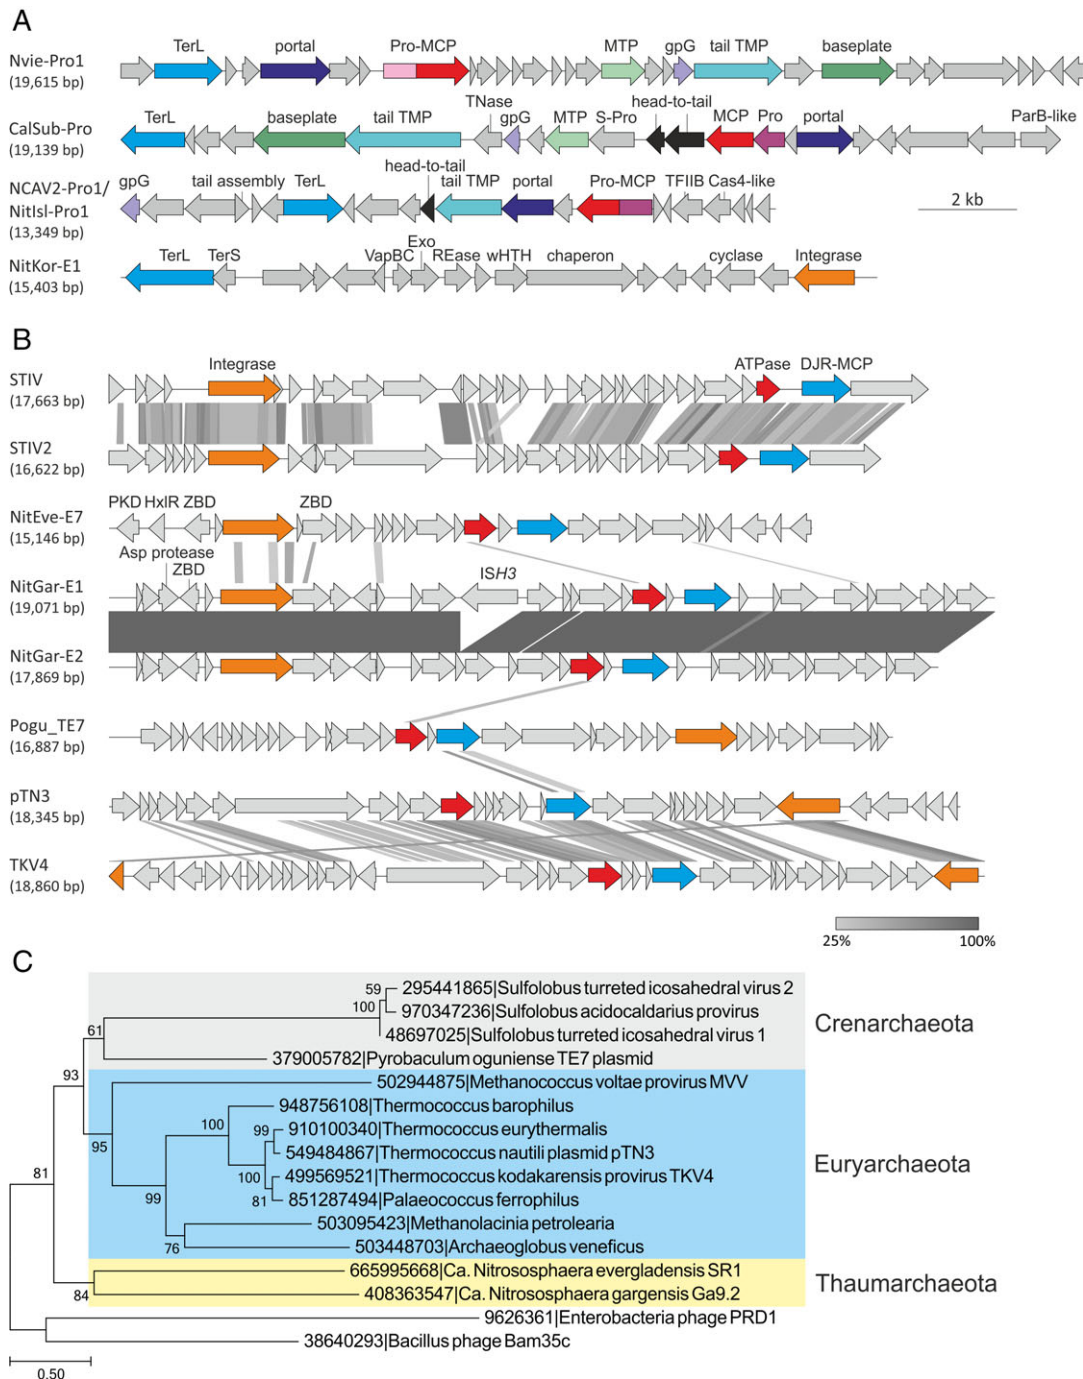 A
Nvie-Pro1
(19,615 bp)
TerL
portal
Pro-MCP
MTP
gpG
tail TMP
baseplate
CalSub-Pro
(19,139 bp)
TerL
baseplate
tail TMP
TNase
gpG
MTP
S-Pro
head-to-tail
MCP
Pro
portal
ParB-like
NCAV2-Pro1/
NitIsl-Pro1
(13,349 bp)
gpG
tail assembly
TerL
head-to-tail
tail TMP
portal
Pro-MCP
TFIIB
Cas4-like
2 kb
NitKor-E1
(15,403 bp)
TerL
TerS
VapBC
Exo
REase
wHTH
chaperon
cyclase
Integrase
B
STIV
(17,663 bp)
Integrase
ATPase
DJR-MCP
STIV2
(16,622 bp)
NitEve-E7
(15,146 bp)
PKD
HxlR
ZBD
ZBD
Asp protease
ZBD
NitGar-E1
(19,071 bp)
ISH3
NitGar-E2
(17,869 bp)
Pogu_TE7
(16,887 bp)
pTN3
(18,345 bp)
TKV4
(18,860 bp)
25%
100%
C
59
295441865|Sulfolobus turreted icosahedral virus 2
100
970347236|Sulfolobus acidocaldarius provirus
48697025|Sulfolobus turreted icosahedral virus 1
61
379005782|Pyrobaculum oguniense TE7 plasmid
Crenarchaeota
93
502944875|Methanococcus voltae provirus MVV
948756108|Thermococcus barophilus
100
99
910100340|Thermococcus eurythermalis
95
549484867|Thermococcus nautili plasmid pTN3
Euryarchaeota
81
100
499569521|Thermococcus kodakarensis provirus TKV4
99
81
851287494|Palaeococcus ferrophilus
503095423|Methanolacinia petrolearia
76
503448703|Archaeoglobus veneficus
665995668|Ca. Nitrososphaera evergladensis SR1
84
408363547|Ca. Nitrososphaera gargensis Ga9.2
Thaumarchaeota
9626361|Enterobacteria phage PRD1
38640293|Bacillus phage Bam35c
0.50